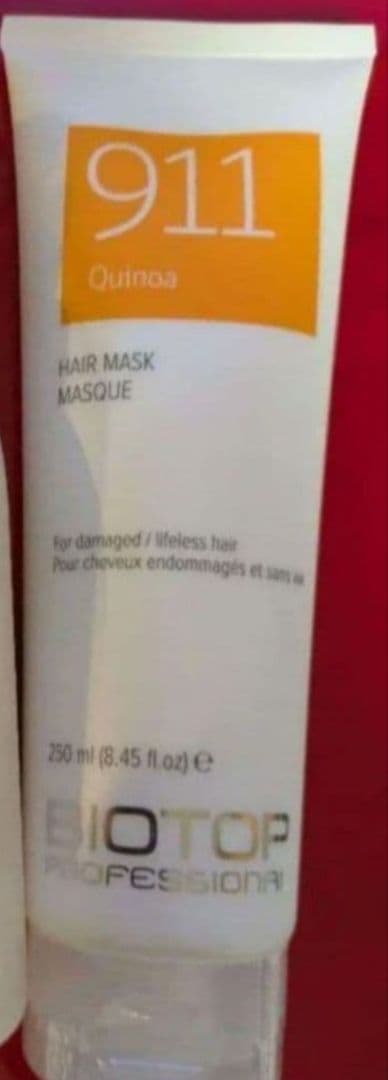 911
Quinoa
HAIR MASK
MASQUE
For damaged / lifeless hair
Pour cheveux endommagés et sans
250 ml (8.45 fl.oz) ℮
BIOTOP
PROFESSIONAL